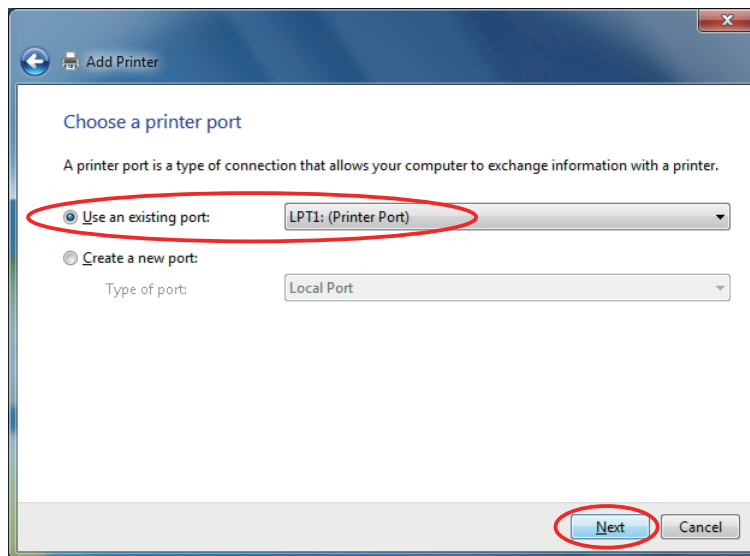 Add Printer
Choose a printer port
A printer port is a type of connection that allows your computer to exchange information with a printer.
Use an existing port: LPT1: (Printer Port)
Create a new port:
Type of port: Local Port
Next Cancel